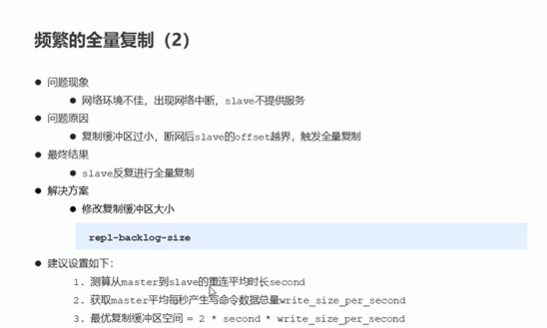 频繁的全量复制（2）
● 问题现象
● 网络环境不佳，出现网络中断，slave不提供服务
● 问题原因
● 复制缓冲区过小，断网后slave的offset越界，触发全量复制
● 最终结果
● slave反复进行全量复制
● 解决方案
● 修改复制缓冲区大小
repl-backlog-size
● 建议设置如下：
1. 测算从master到slave的重连平均时长second
2. 获取master平均每秒产生写命令数据总量write_size_per_second
3. 最优复制缓冲区空间 = 2 * second * write_size_per_second